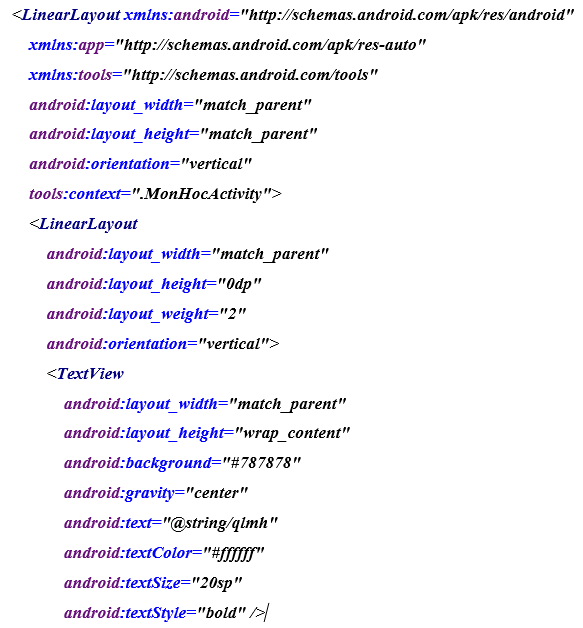 <LinearLayout xmlns:android="http://schemas.android.com/apk/res/android"
xmlns:app="http://schemas.android.com/apk/res-auto"
xmlns:tools="http://schemas.android.com/tools"
android:layout_width="match_parent"
android:layout_height="match_parent"
android:orientation="vertical"
tools:context=".MonHocActivity">
<LinearLayout
android:layout_width="match_parent"
android:layout_height="0dp"
android:layout_weight="2"
android:orientation="vertical">
<TextView
android:layout_width="match_parent"
android:layout_height="wrap_content"
android:background="#787878"
android:gravity="center"
android:text="@string/qlmh"
android:textColor="#ffffff"
android:textSize="20sp"
android:textStyle="bold" />